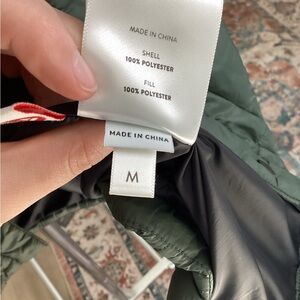 MADE IN CHINA
SHELL
100% POLYESTER
FILL
100% POLYESTER
MADE IN CHINA
M